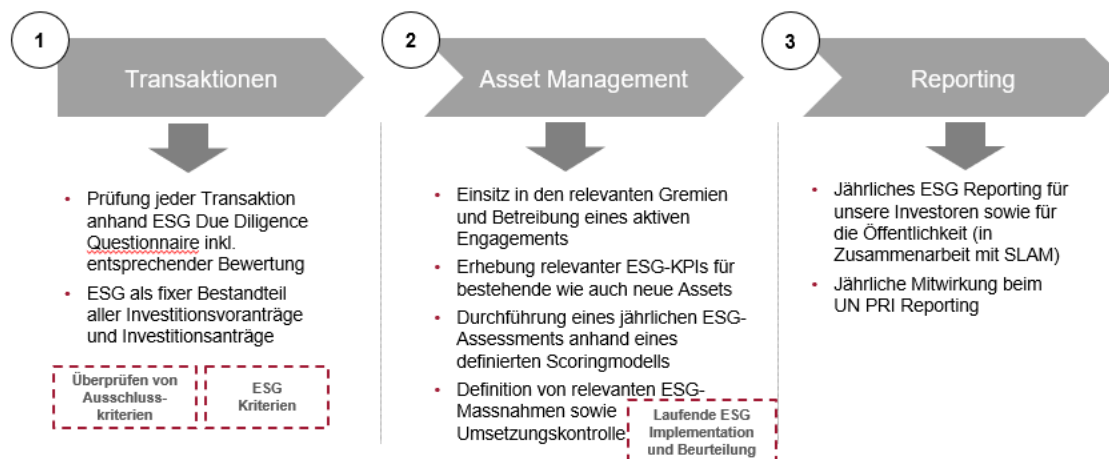 1
Transaktionen
2
Asset Management
3
Reporting
Prüfung jeder Transaktion
anhand ESG Due Diligence
Questionnaire inkl.
entsprechender Bewertung
ESG als fixer Bestandteil
aller Investitionsvoranträge
und Investitionsanträge
Überprüfen von
Ausschluss-
kriterien
ESG
Kriterien
Einsitz in den relevanten Gremien
und Betreibung eines aktiven
Engagements
Erhebung relevanter ESG-KPIs für
bestehende wie auch neue Assets
Durchführung eines jährlichen ESG-
Assessments anhand eines
definierten Scoringmodells
Definition von relevanten ESG-
Massnahmen sowie
Umsetzungskontrolle
Laufende ESG
Implementation
und Beurteilung
Jährliches ESG Reporting für
unsere Investoren sowie für
die Öffentlichkeit (in
Zusammenarbeit mit SLAM)
Jährliche Mitwirkung beim
UN PRI Reporting